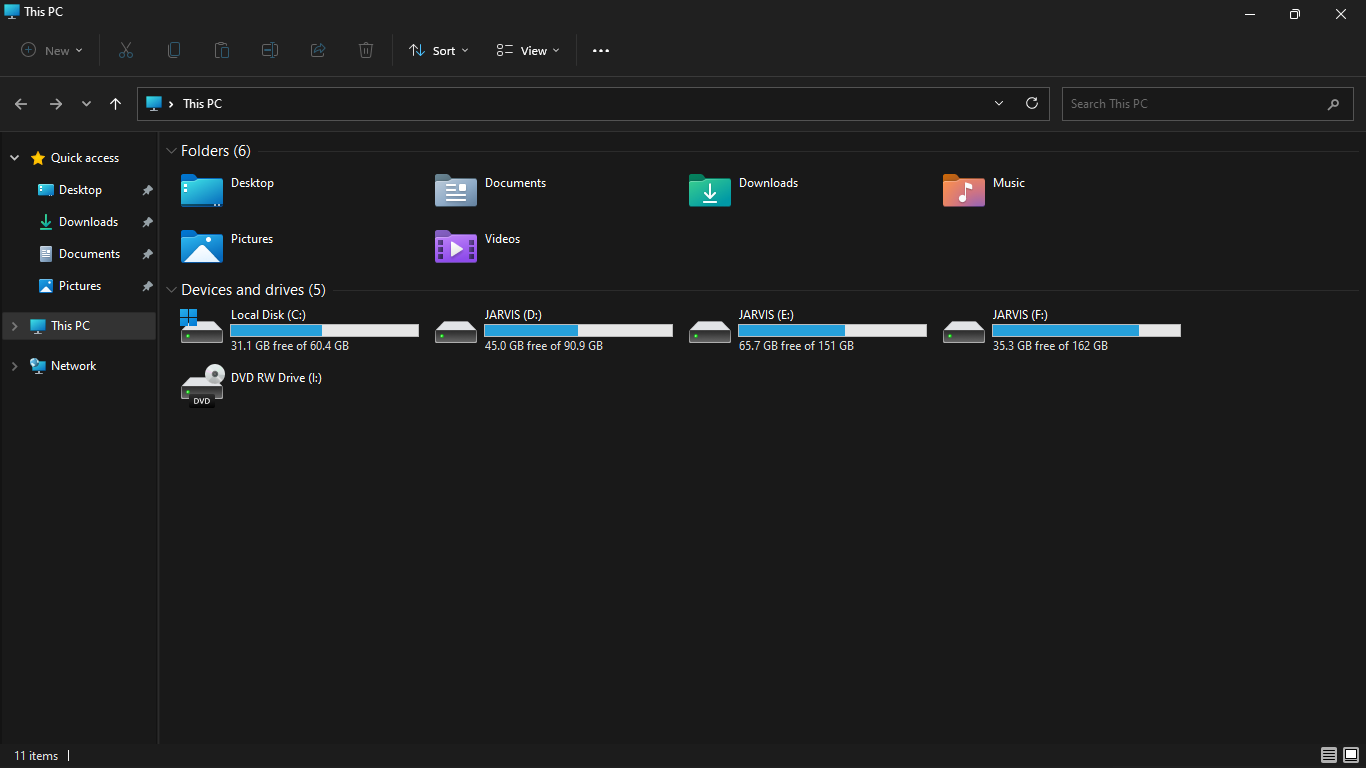 This PC
New
Sort
View
This PC
Search This PC
Quick access
Desktop
Downloads
Documents
Pictures
This PC
Network
Folders (6)
Desktop
Documents
Downloads
Music
Pictures
Videos
Devices and drives (5)
Local Disk (C:)
31.1 GB free of 60.4 GB
JARVIS (D:)
45.0 GB free of 90.9 GB
JARVIS (E:)
65.7 GB free of 151 GB
JARVIS (F:)
35.3 GB free of 162 GB
DVD RW Drive (I:)
DVD
11 items